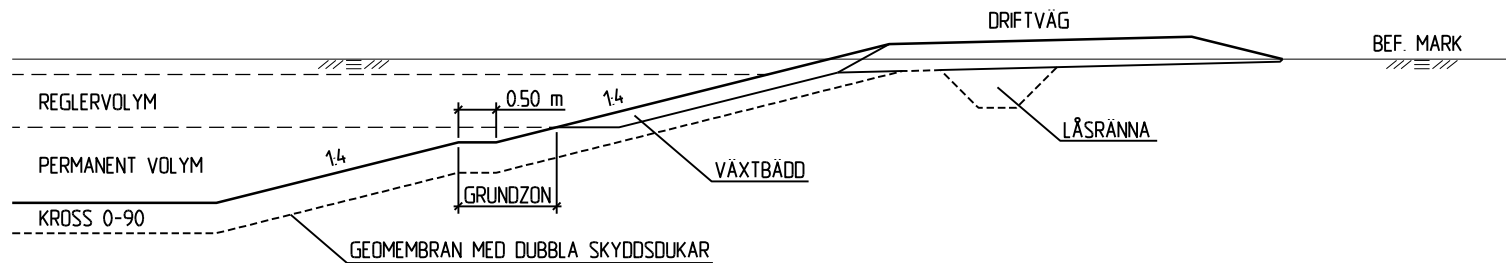 DRIFTVÄG
BEF. MARK
REGLERVOLYM
0.50 m
1:4
LÅSRÄNNA
1:4
PERMANENT VOLYM
VÄXTBÄDD
GRUNDZON
KROSS 0-90
GEOMEMBRAN MED DUBBLA SKYDDSDUKAR